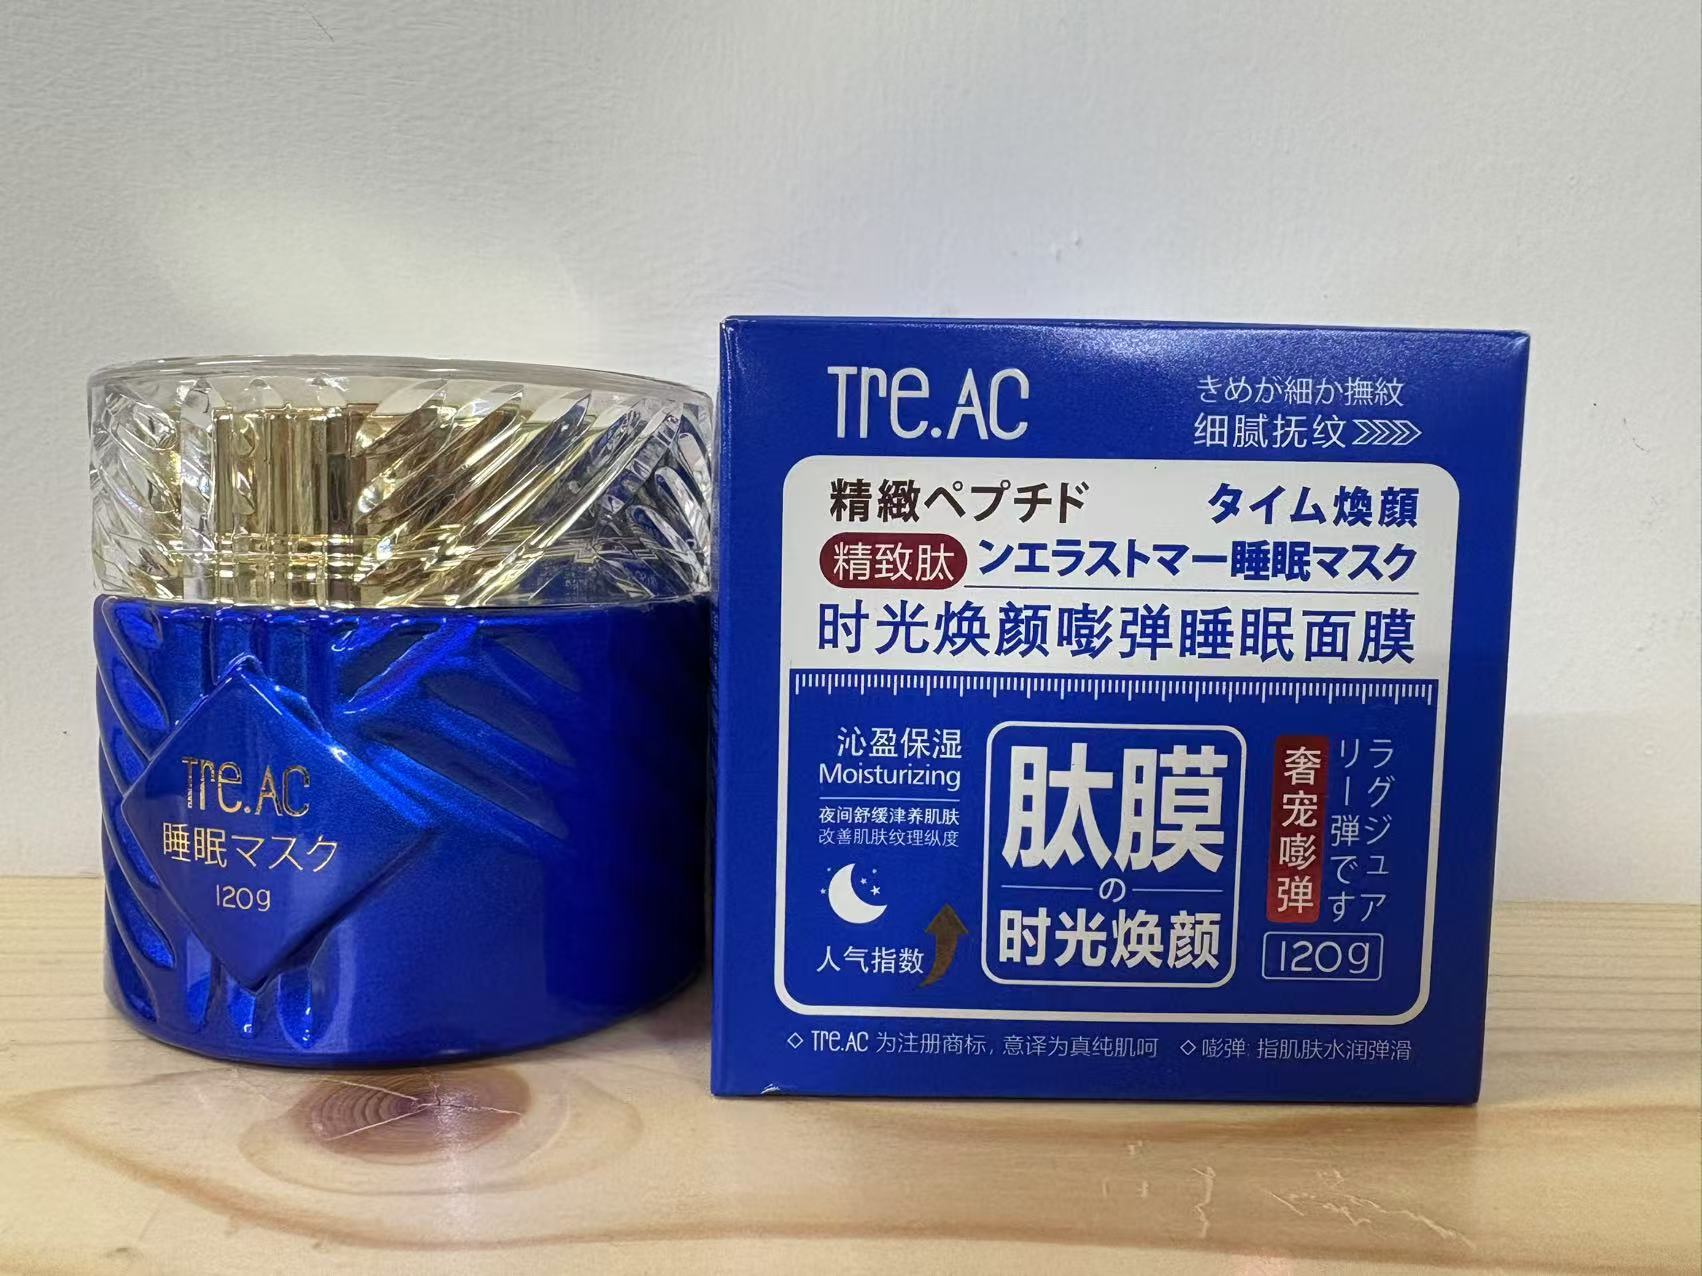 Tre.AC
睡眠マスク
120g
Tre.AC
きめが細か撫紋
细腻抚纹
精緻ペプチド
タイム焕顔
精致肽
ンエラストマー睡眠マスク
时光焕颜嘭弹睡眠面膜
沁盈保湿
Moisturizing
夜间舒缓津养肌肤
改善肌肤纹理纵度
人气指数
肽膜
の
时光焕颜
奢宠嘭弹
ラグジュア
リー弾です
120g
◇ Tre.AC 为注册商标, 意译为真纯肌呵 ◇ 嘭弹: 指肌肤水润弹滑